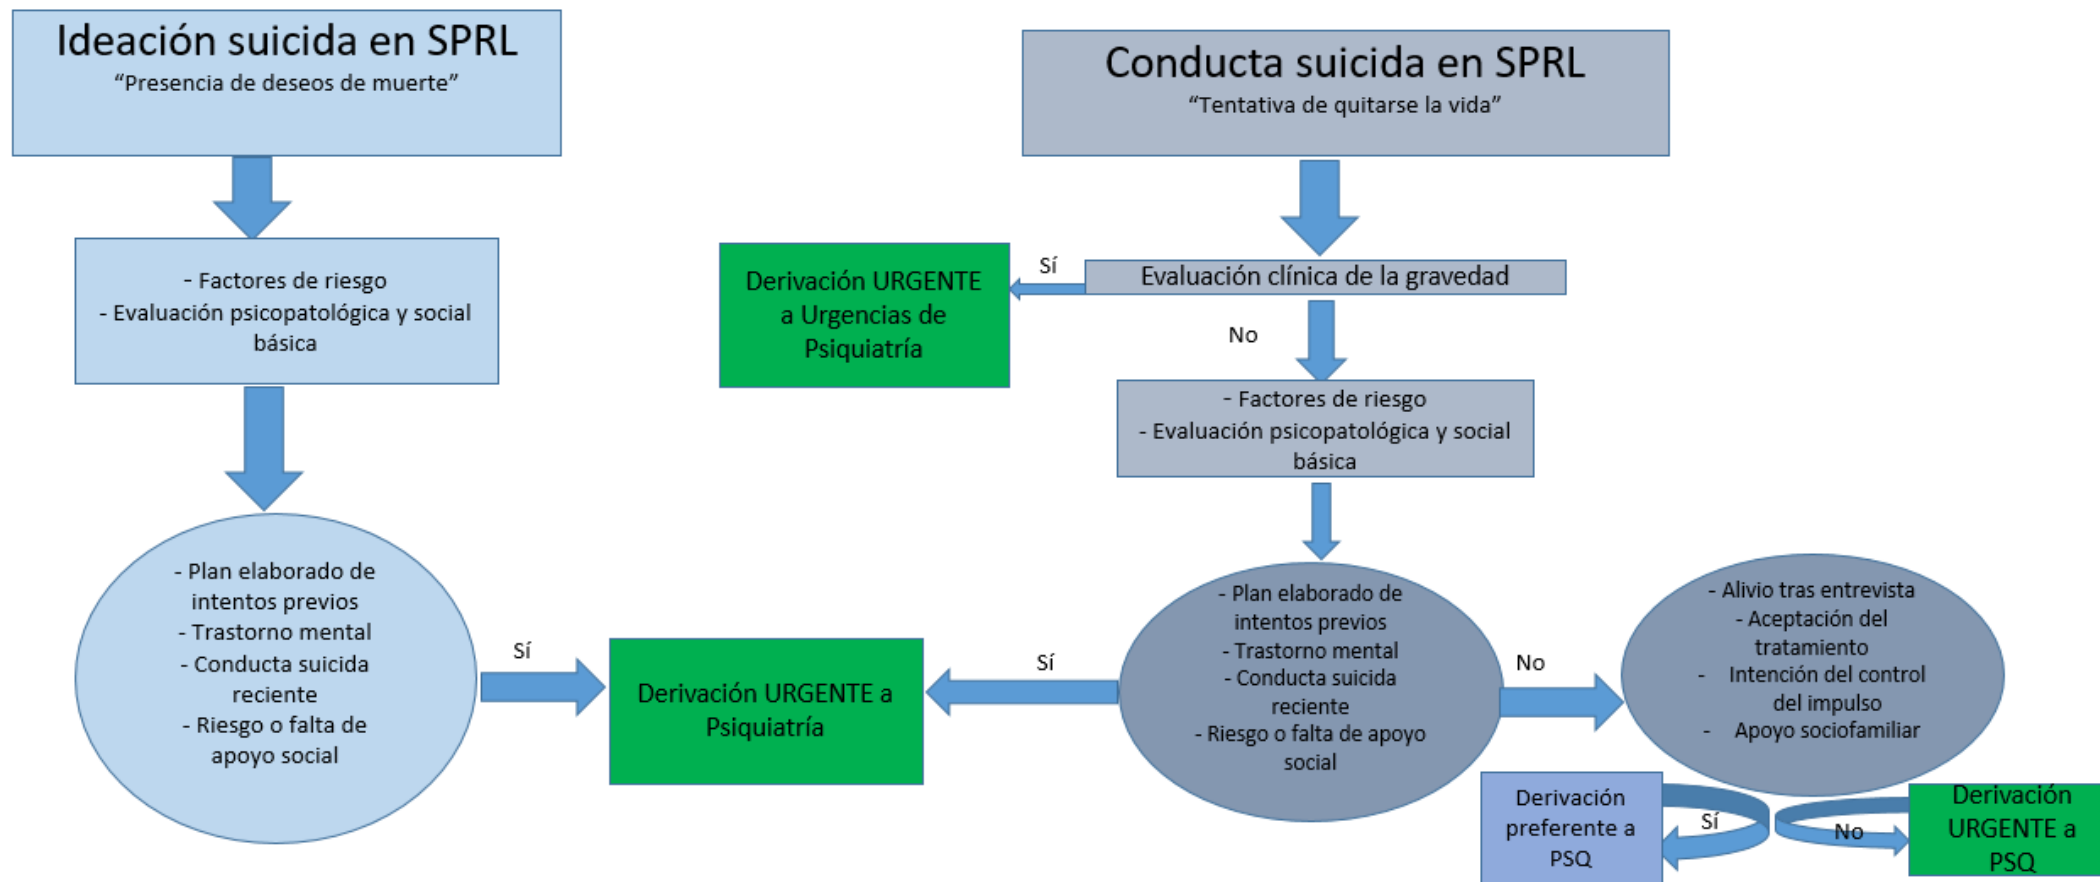 Ideación suicida en SPRL
“Presencia de deseos de muerte”
- Factores de riesgo
- Evaluación psicopatológica y social
básica
- Plan elaborado de
intentos previos
- Trastorno mental
- Conducta suicida
reciente
- Riesgo o falta de
apoyo social
Sí
Derivación URGENTE a
Psiquiatría
Conducta suicida en SPRL
“Tentativa de quitarse la vida”
Evaluación clínica de la gravedad
Sí
Derivación URGENTE
a Urgencias de
Psiquiatría
No
- Factores de riesgo
- Evaluación psicopatológica y social
básica
- Plan elaborado de
intentos previos
- Trastorno mental
- Conducta suicida
reciente
- Riesgo o falta de apoyo
social
Sí
No
- Alivio tras entrevista
- Aceptación del
tratamiento
- Intención del control
del impulso
- Apoyo sociofamiliar
Derivación
preferente a
PSQ
Sí
No
Derivación
URGENTE a
PSQ